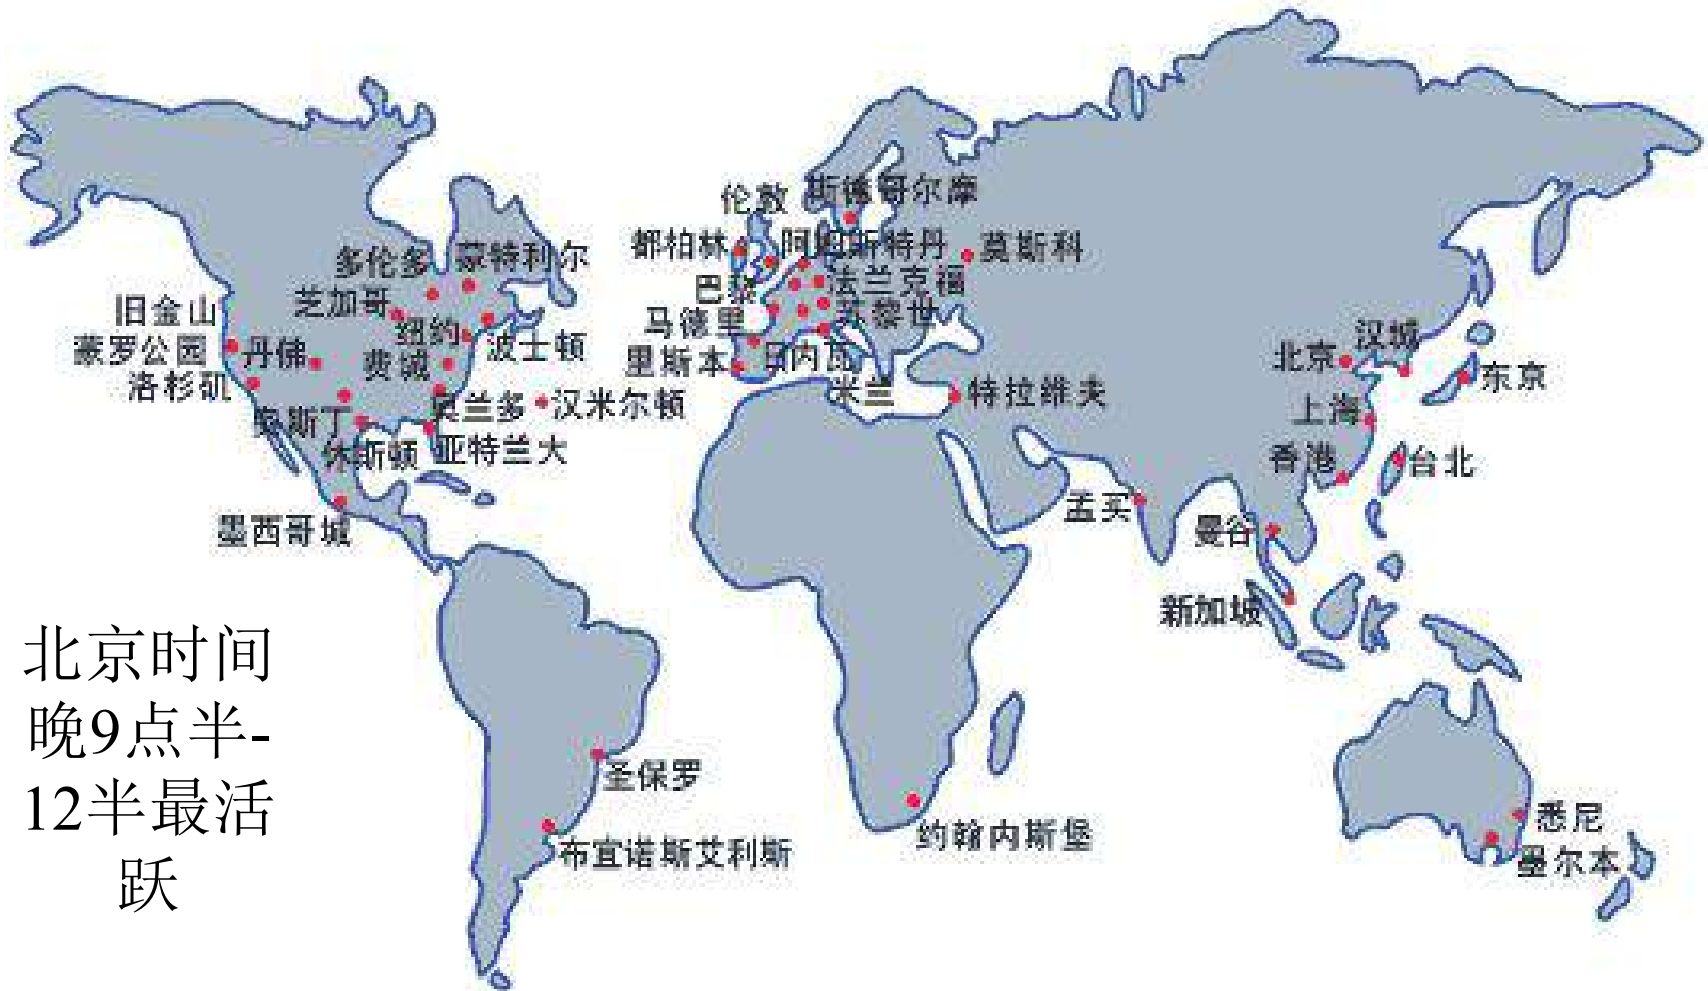 伦敦
斯德哥尔摩
都柏林
阿姆斯特丹
莫斯科
多伦多
蒙特利尔
巴黎
法兰克福
芝加哥
旧金山
马德里
苏黎世
纽约
波士顿
汉城
蒙罗公园
丹佛
费城
里斯本
日内瓦
北京
东京
洛杉矶
米兰
特拉维夫
奥兰多
汉米尔顿
上海
奥斯丁
休斯顿
亚特兰大
香港
台北
孟买
墨西哥城
曼谷
新加坡
北京时间
晚9点半-
12半最活
跃
圣保罗
悉尼
约翰内斯堡
布宜诺斯艾利斯
墨尔本